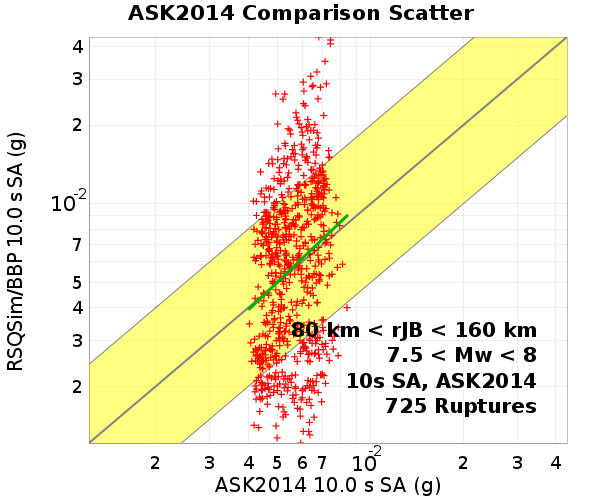 ASK2014 Comparison Scatter
RSQSim/BBP 10.0 s SA (g)
4
3
2
10-2
7
5
4
3
2
80 km < rJB < 160 km
7.5 < Mw < 8
10s SA, ASK2014
725 Ruptures
2 3 4 5 6 7 10-2 2 3 4
ASK2014 10.0 s SA (g)